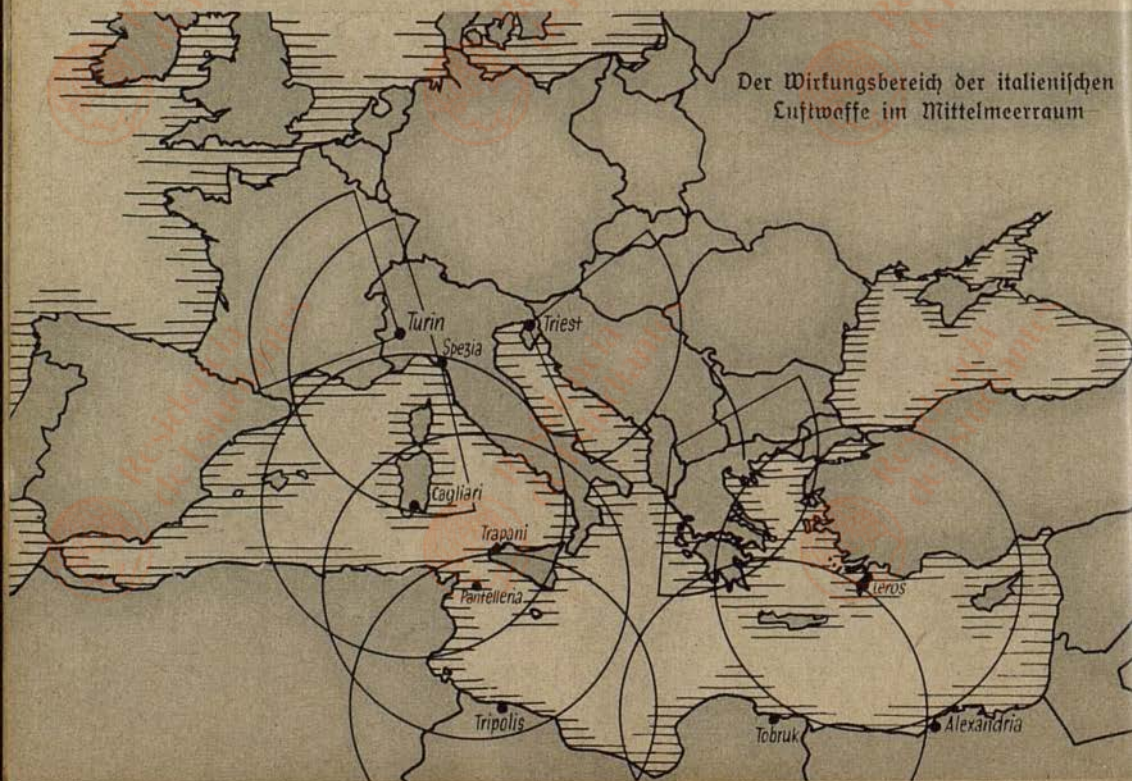 Der Wirkungsbereich der italienischen
Luftwaffe im Mittelmeerraum
Turin
Triest
Spezia
Cagliari
Trapani
Pantelleria
Leros
Tripolis
Tobruk
Alexandria